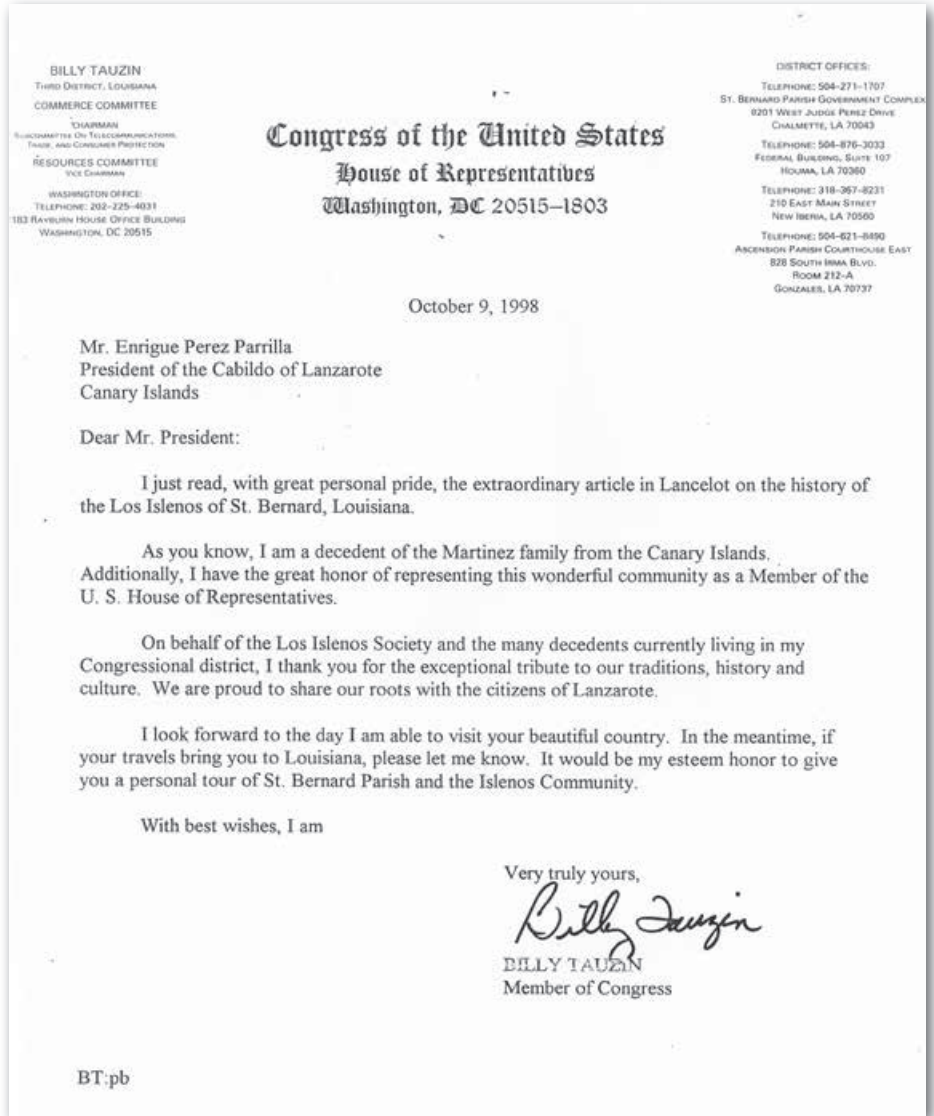 BILLY TAUZIN
THIRD DISTRICT, LOUISIANA
COMMERCE COMMITTEE
CHAIRMAN
SUBCOMMITTEE ON TELECOMMUNICATIONS,
TRADE, AND CONSUMER PROTECTION
RESOURCES COMMITTEE
VICE CHAIRMAN
WASHINGTON OFFICE:
TELEPHONE: 202-225-4031
183 RAYBURN HOUSE OFFICE BUILDING
WASHINGTON, DC 20515
Congress of the United States
House of Representatives
Washington, DC 20515-1803
DISTRICT OFFICES:
TELEPHONE: 504-271-1707
ST. BERNARD PARISH GOVERNMENT COMPLEX
8201 WEST JUDGE PEREZ DRIVE
CHALMETTE, LA 70043
TELEPHONE: 504-876-3033
FEDERAL BUILDING, SUITE 107
HOUMA, LA 70360
TELEPHONE: 318-367-8231
210 EAST MAIN STREET
NEW IBERIA, LA 70560
TELEPHONE: 504-621-8490
ASCENSION PARISH COURTHOUSE EAST
828 SOUTH IRMA BLVD.
ROOM 212-A
GONZALES, LA 70737
October 9, 1998
Mr. Enrigue Perez Parrilla
President of the Cabildo of Lanzarote
Canary Islands
Dear Mr. President:
I just read, with great personal pride, the extraordinary article in Lancelot on the history of
the Los Islenos of St. Bernard, Louisiana.
As you know, I am a decedent of the Martinez family from the Canary Islands.
Additionally, I have the great honor of representing this wonderful community as a Member of the
U. S. House of Representatives.
On behalf of the Los Islenos Society and the many decedents currently living in my
Congressional district, I thank you for the exceptional tribute to our traditions, history and
culture. We are proud to share our roots with the citizens of Lanzarote.
I look forward to the day I am able to visit your beautiful country. In the meantime, if
your travels bring you to Louisiana, please let me know. It would be my esteem honor to give
you a personal tour of St. Bernard Parish and the Islenos Community.
With best wishes, I am
Very truly yours,
Billy Tauzin
BILLY TAUZIN
Member of Congress
BT:pb